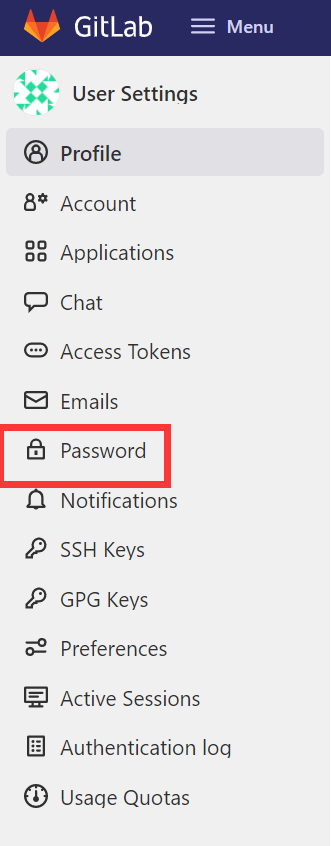 GitLab Menu
User Settings
Profile
Account
Applications
Chat
Access Tokens
Emails
Password
Notifications
SSH Keys
GPG Keys
Preferences
Active Sessions
Authentication log
Usage Quotas